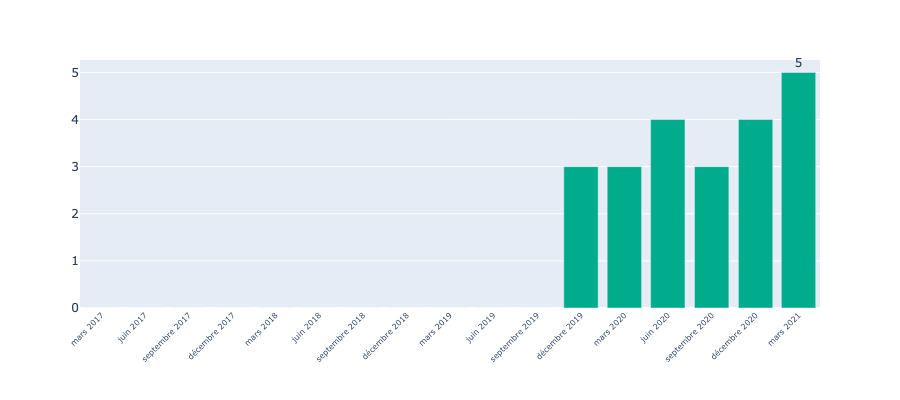 5
5
4
3
2
1
0
mars 2017
juin 2017
septembre 2017
décembre 2017
mars 2018
juin 2018
septembre 2018
décembre 2018
mars 2019
juin 2019
septembre 2019
décembre 2019
mars 2020
juin 2020
septembre 2020
décembre 2020
mars 2021